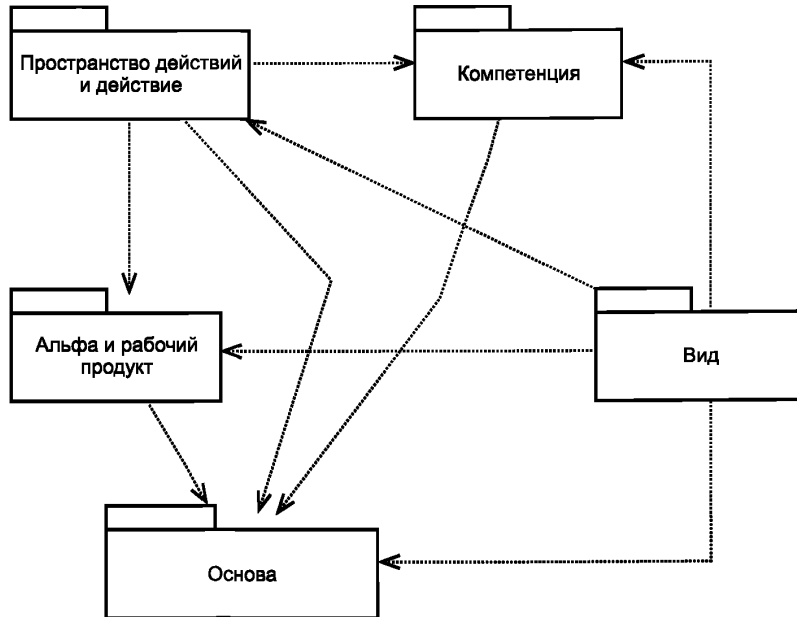 Пространство действий
и действие
Компетенция
Альфа и рабочий
продукт
Вид
Основа